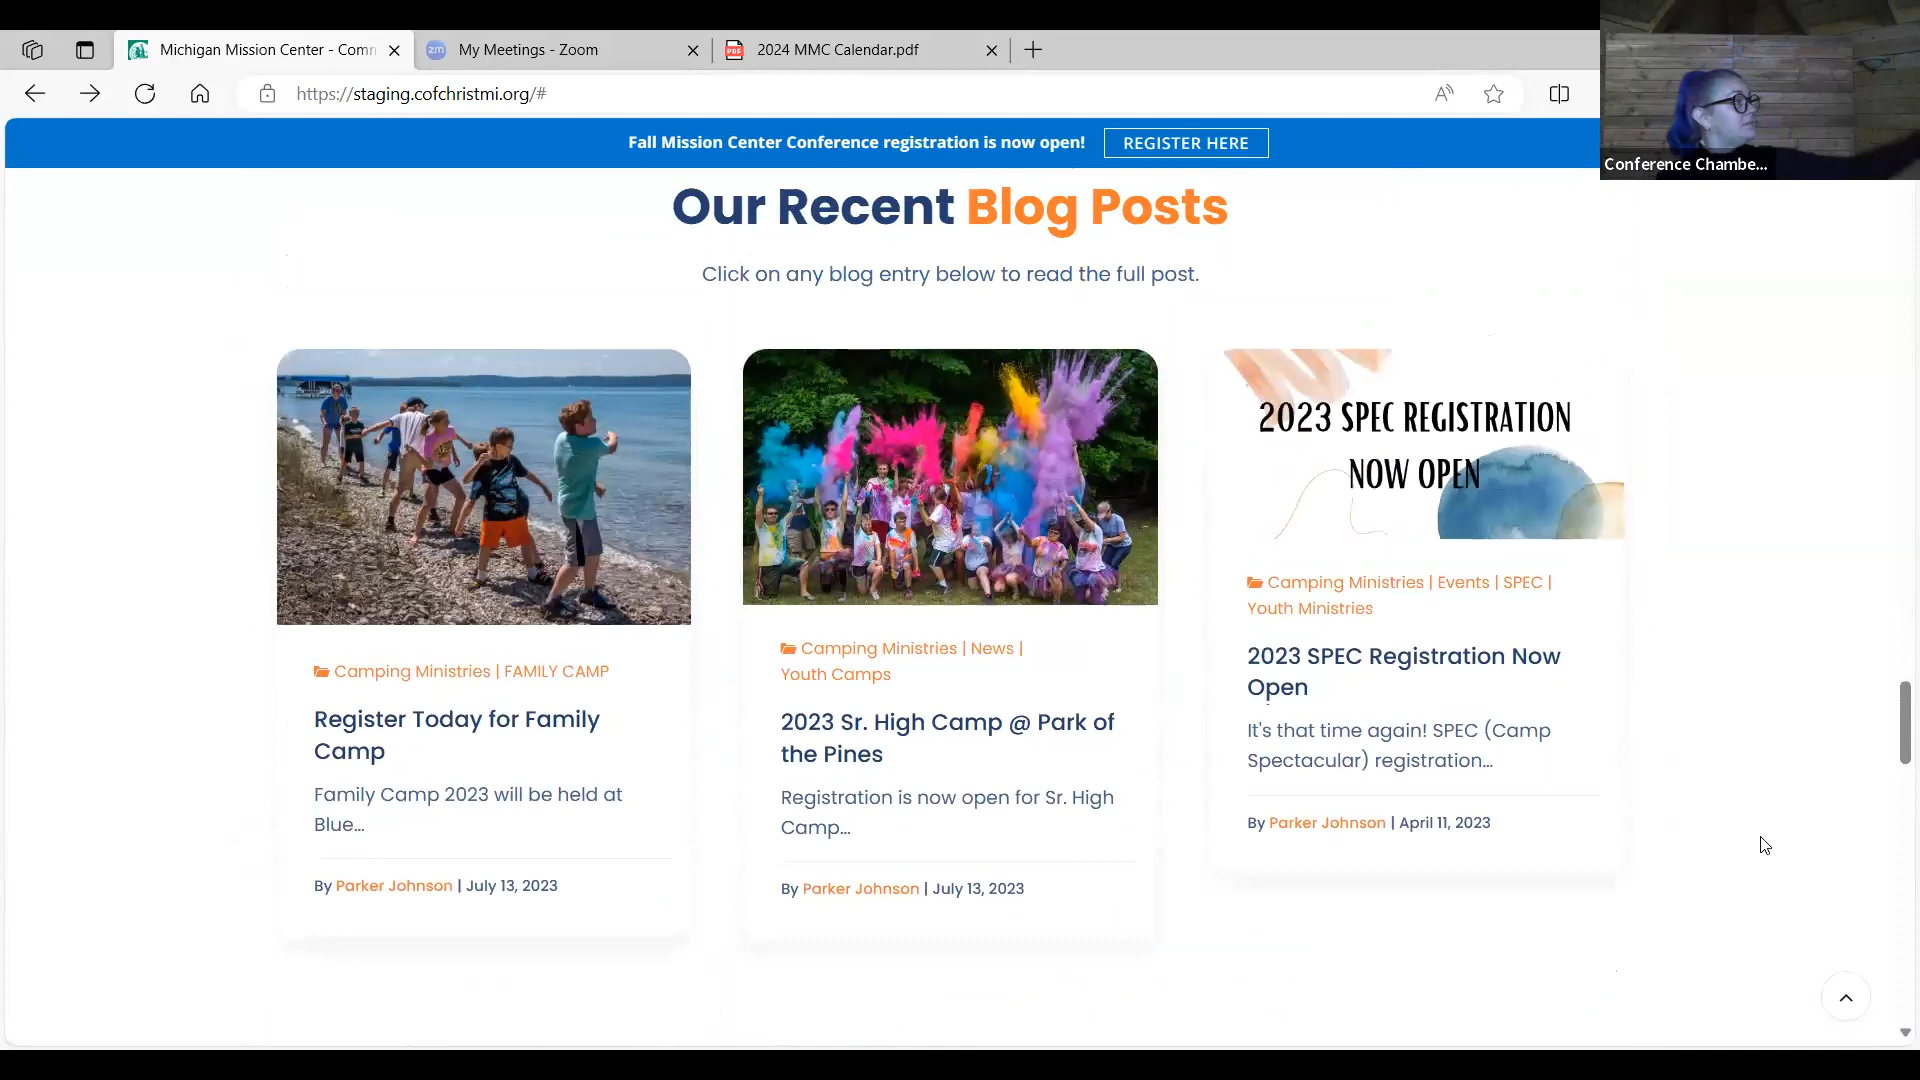 Michigan Mission Center - Comm
My Meetings - Zoom
2024 MMC Calendar.pdf
https://staging.cofchristmi.org/#
Conference Chambe...
Fall Mission Center Conference registration is now open!
REGISTER HERE
Our Recent Blog Posts
Click on any blog entry below to read the full post.
Camping Ministries | FAMILY CAMP
Register Today for Family
Camp
Family Camp 2023 will be held at
Blue...
By Parker Johnson | July 13, 2023
Camping Ministries | News |
Youth Camps
2023 Sr. High Camp @ Park of
the Pines
Registration is now open for Sr. High
Camp...
By Parker Johnson | July 13, 2023
2023 SPEC REGISTRATION
NOW OPEN
Camping Ministries | Events | SPEC |
Youth Ministries
2023 SPEC Registration Now
Open
It's that time again! SPEC (Camp
Spectacular) registration...
By Parker Johnson | April 11, 2023